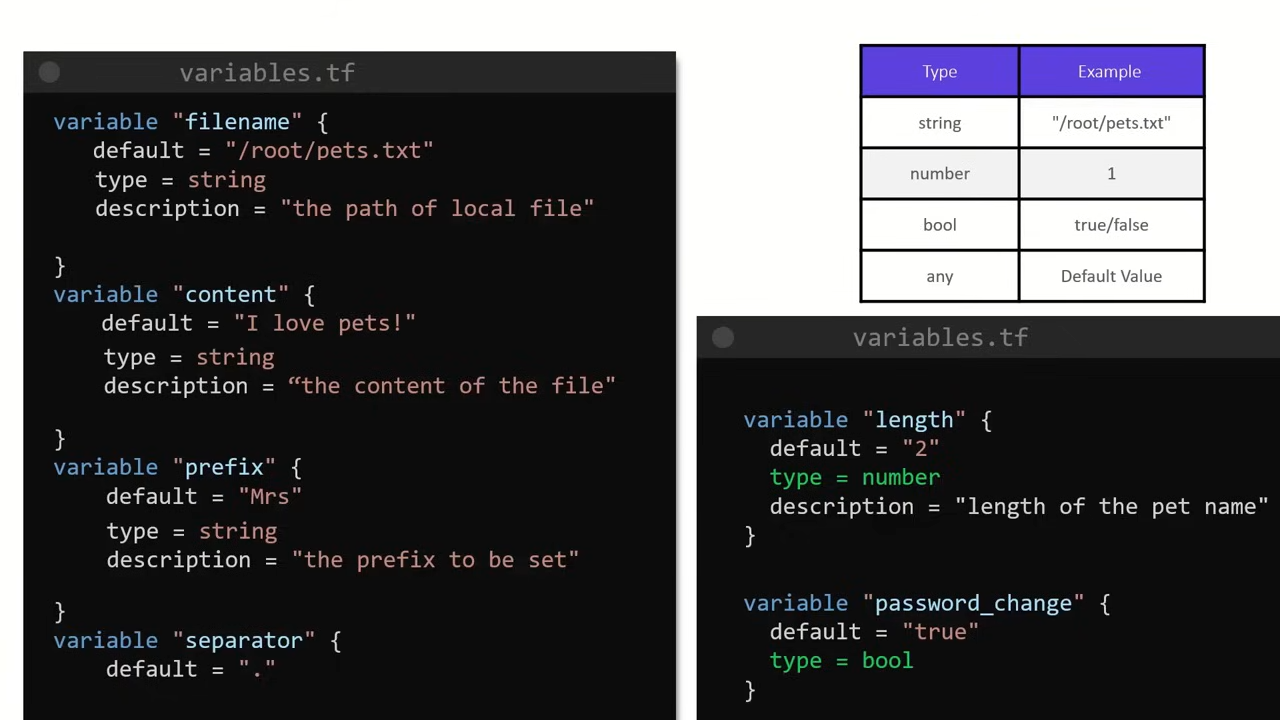 variables.tf
variable "filename" {
default = "/root/pets.txt"
type = string
description = "the path of local file"
}
variable "content" {
default = "I love pets!"
type = string
description = “the content of the file"
}
variable "prefix" {
default = "Mrs"
type = string
description = "the prefix to be set"
}
variable "separator" {
default = "."
Type Example
string "/root/pets.txt"
number 1
bool true/false
any Default Value
variables.tf
variable "length" {
default = "2"
type = number
description = "length of the pet name"
}
variable "password_change" {
default = "true"
type = bool
}